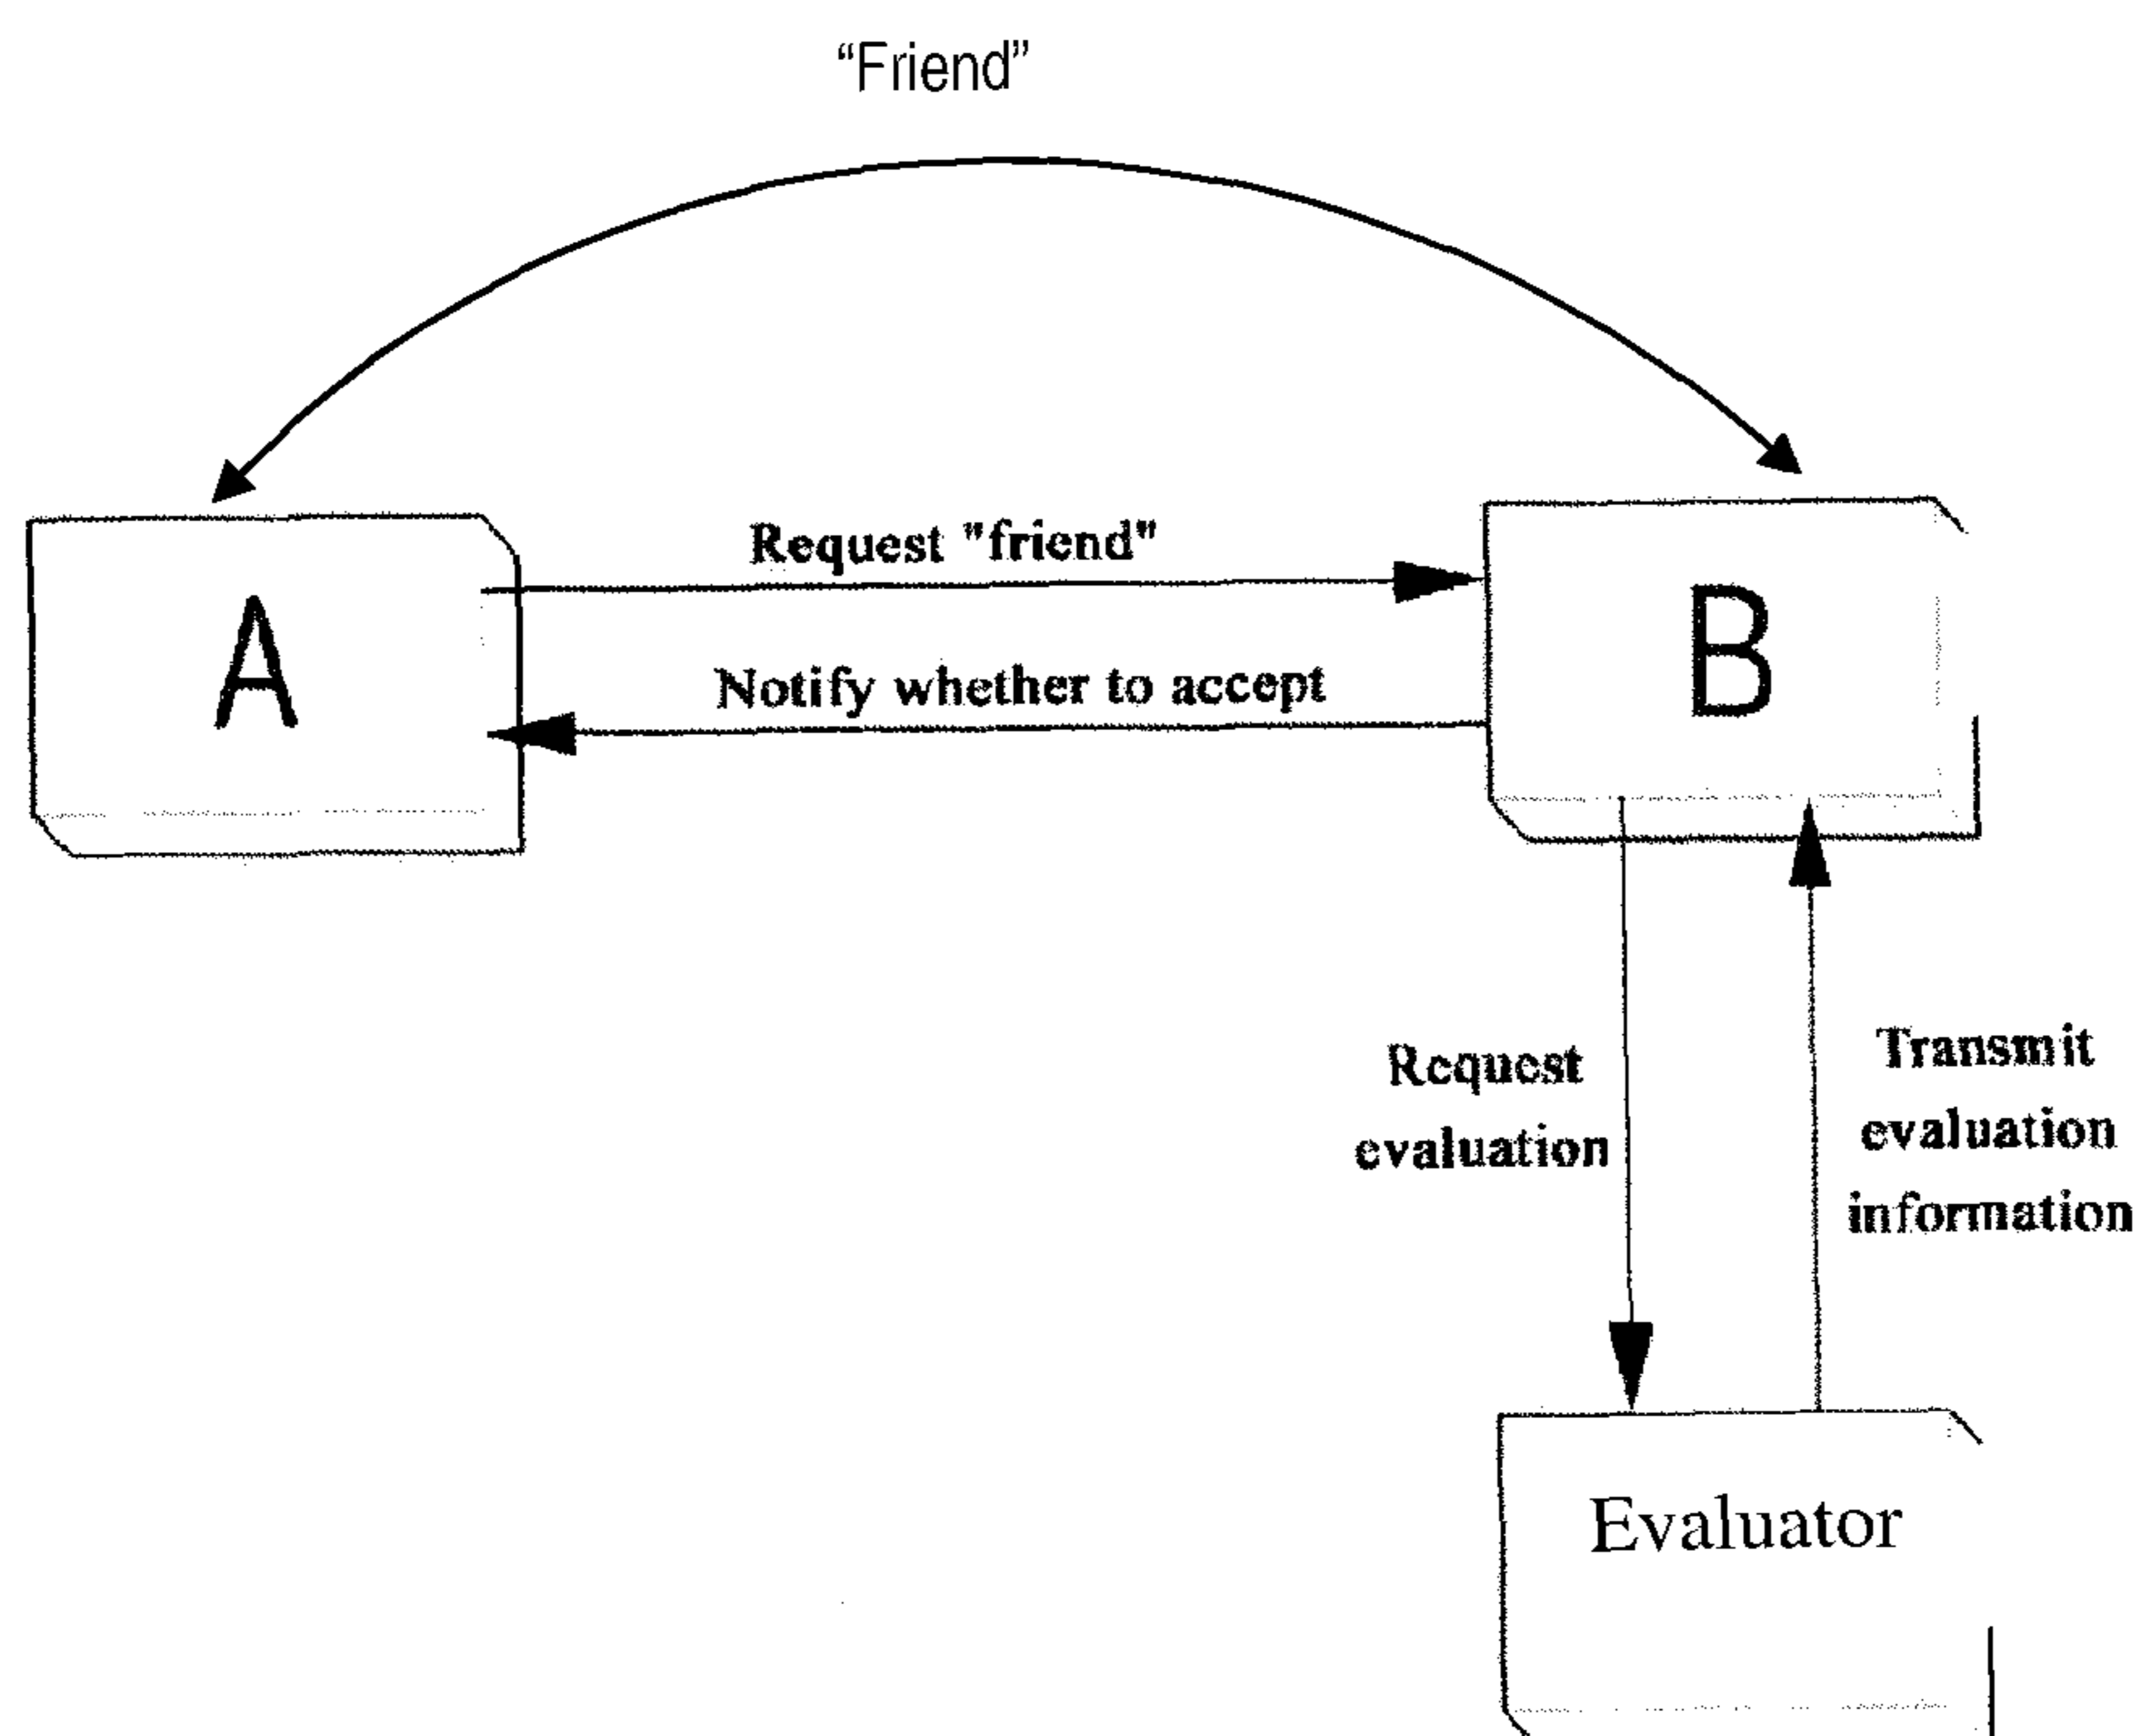 “Friend”
Request "friend"
A
B
Notify whether to accept
Request
evaluation
Transmit
evaluation
information
Evaluator